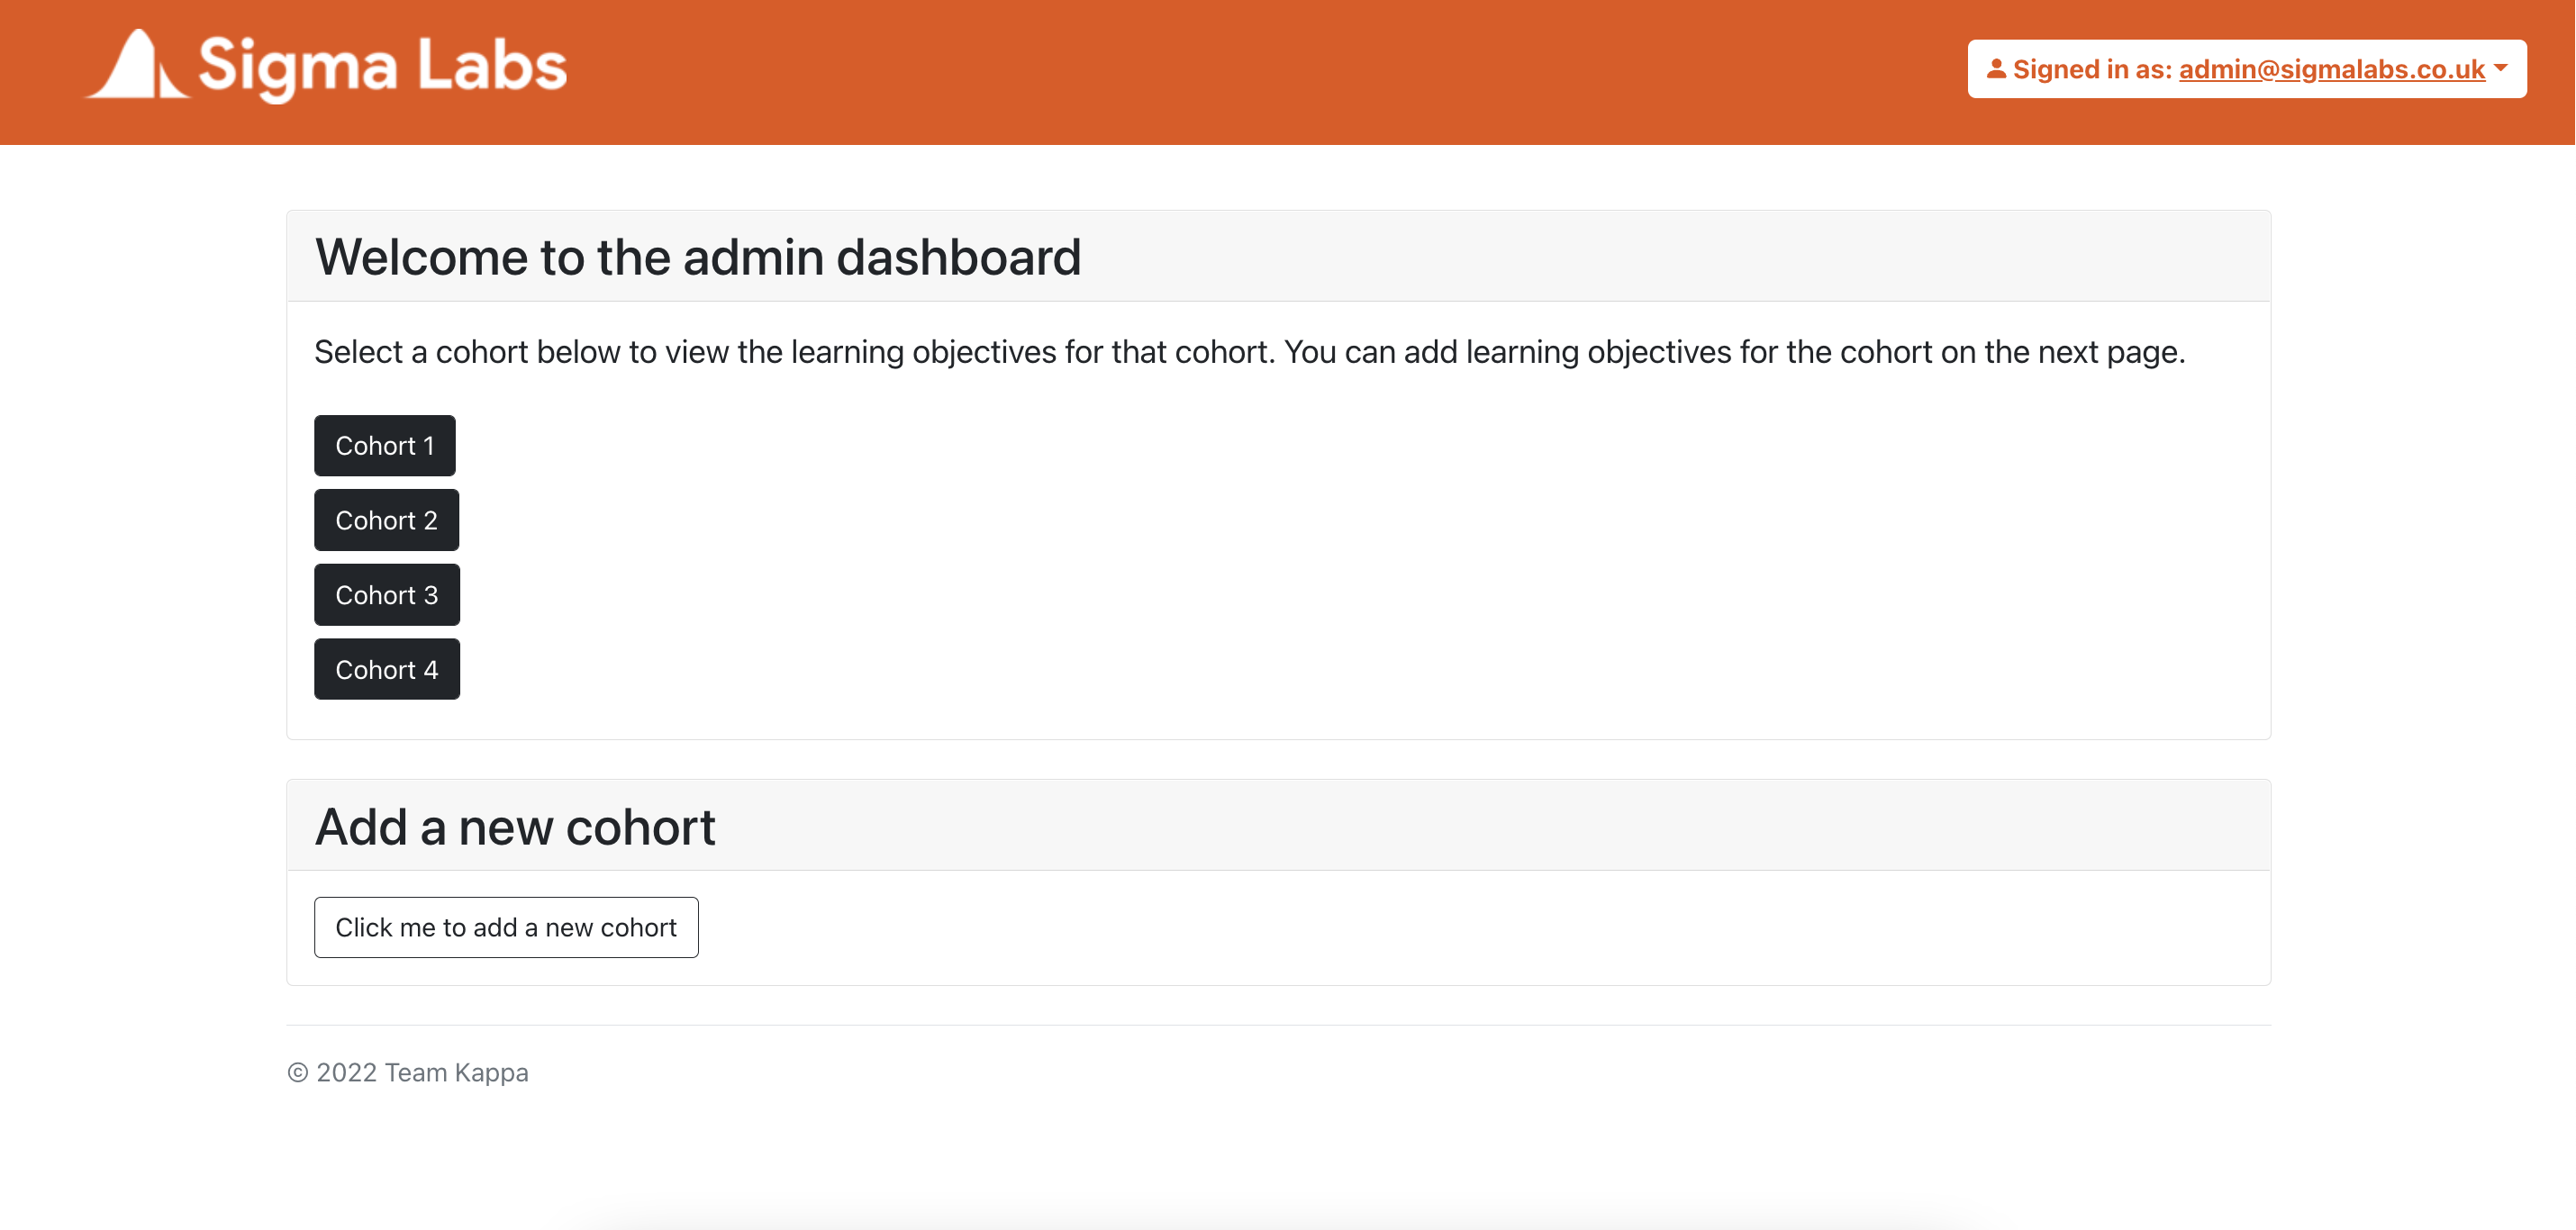 Sigma Labs
Signed in as: admin@sigmalabs.co.uk
Welcome to the admin dashboard
Select a cohort below to view the learning objectives for that cohort. You can add learning objectives for the cohort on the next page.
Cohort 1
Cohort 2
Cohort 3
Cohort 4
Add a new cohort
Click me to add a new cohort
© 2022 Team Kappa